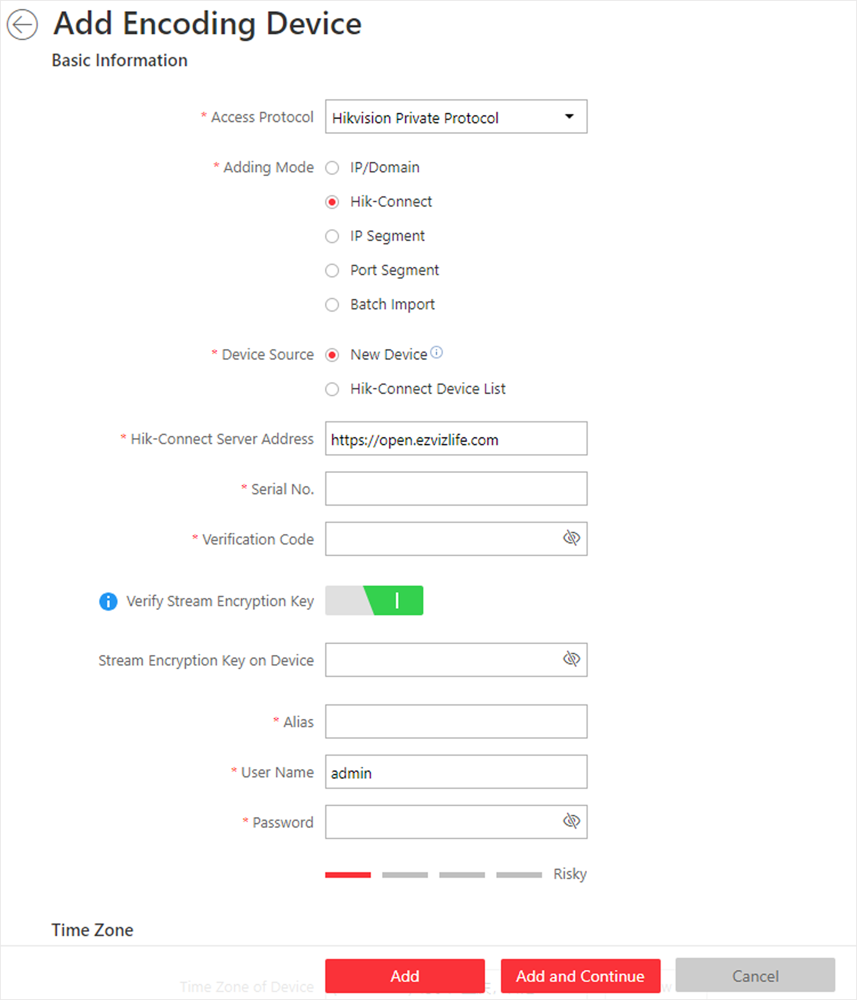 Add Encoding Device
Basic Information
* Access Protocol Hikvision Private Protocol
* Adding Mode IP/Domain
Hik-Connect
IP Segment
Port Segment
Batch Import
* Device Source New Device
Hik-Connect Device List
* Hik-Connect Server Address https://open.ezvizlife.com
* Serial No.
* Verification Code
Verify Stream Encryption Key
Stream Encryption Key on Device
* Alias
* User Name admin
* Password
Risky
Time Zone
Time Zone of Device
Add Add and Continue Cancel